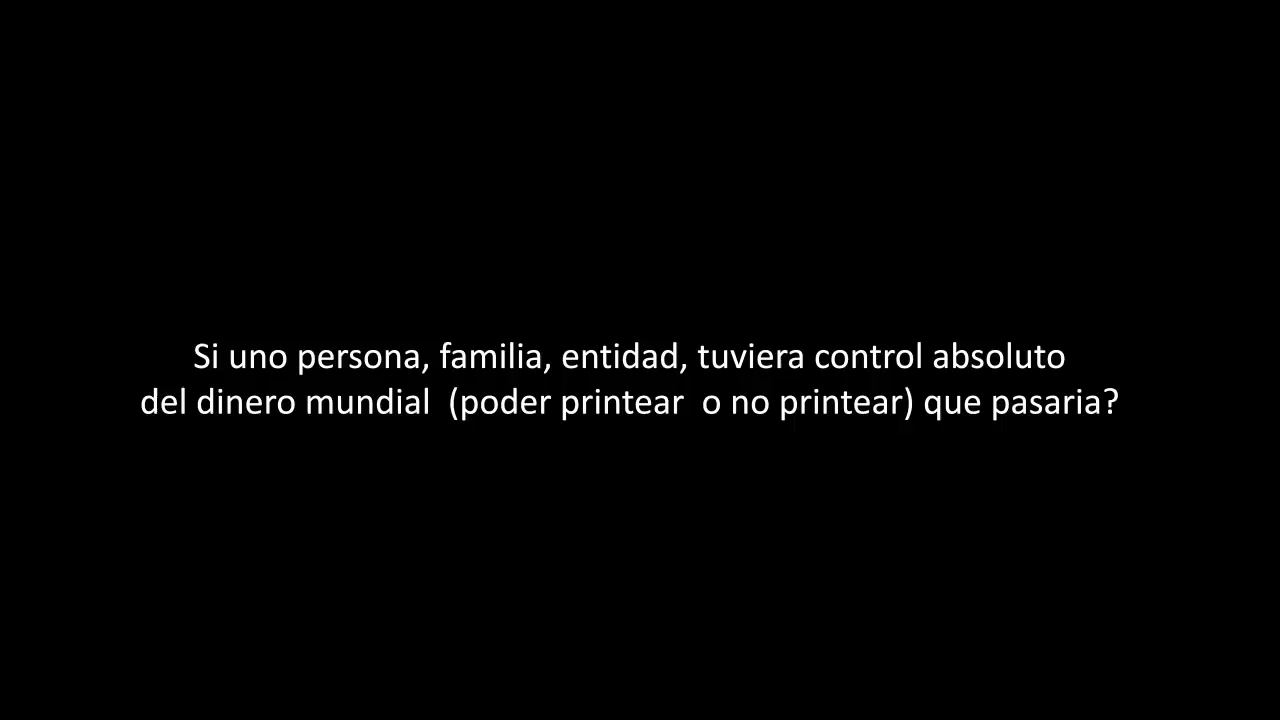 Si uno persona, familia, entidad, tuviera control absoluto
del dinero mundial  (poder printear  o no printear) que pasaria?